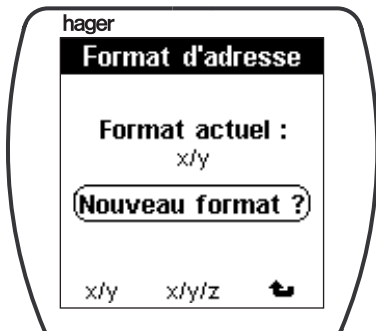 hager
Format d'adresse
Format actuel :
x/y
Nouveau format ?
x/y x/y/z